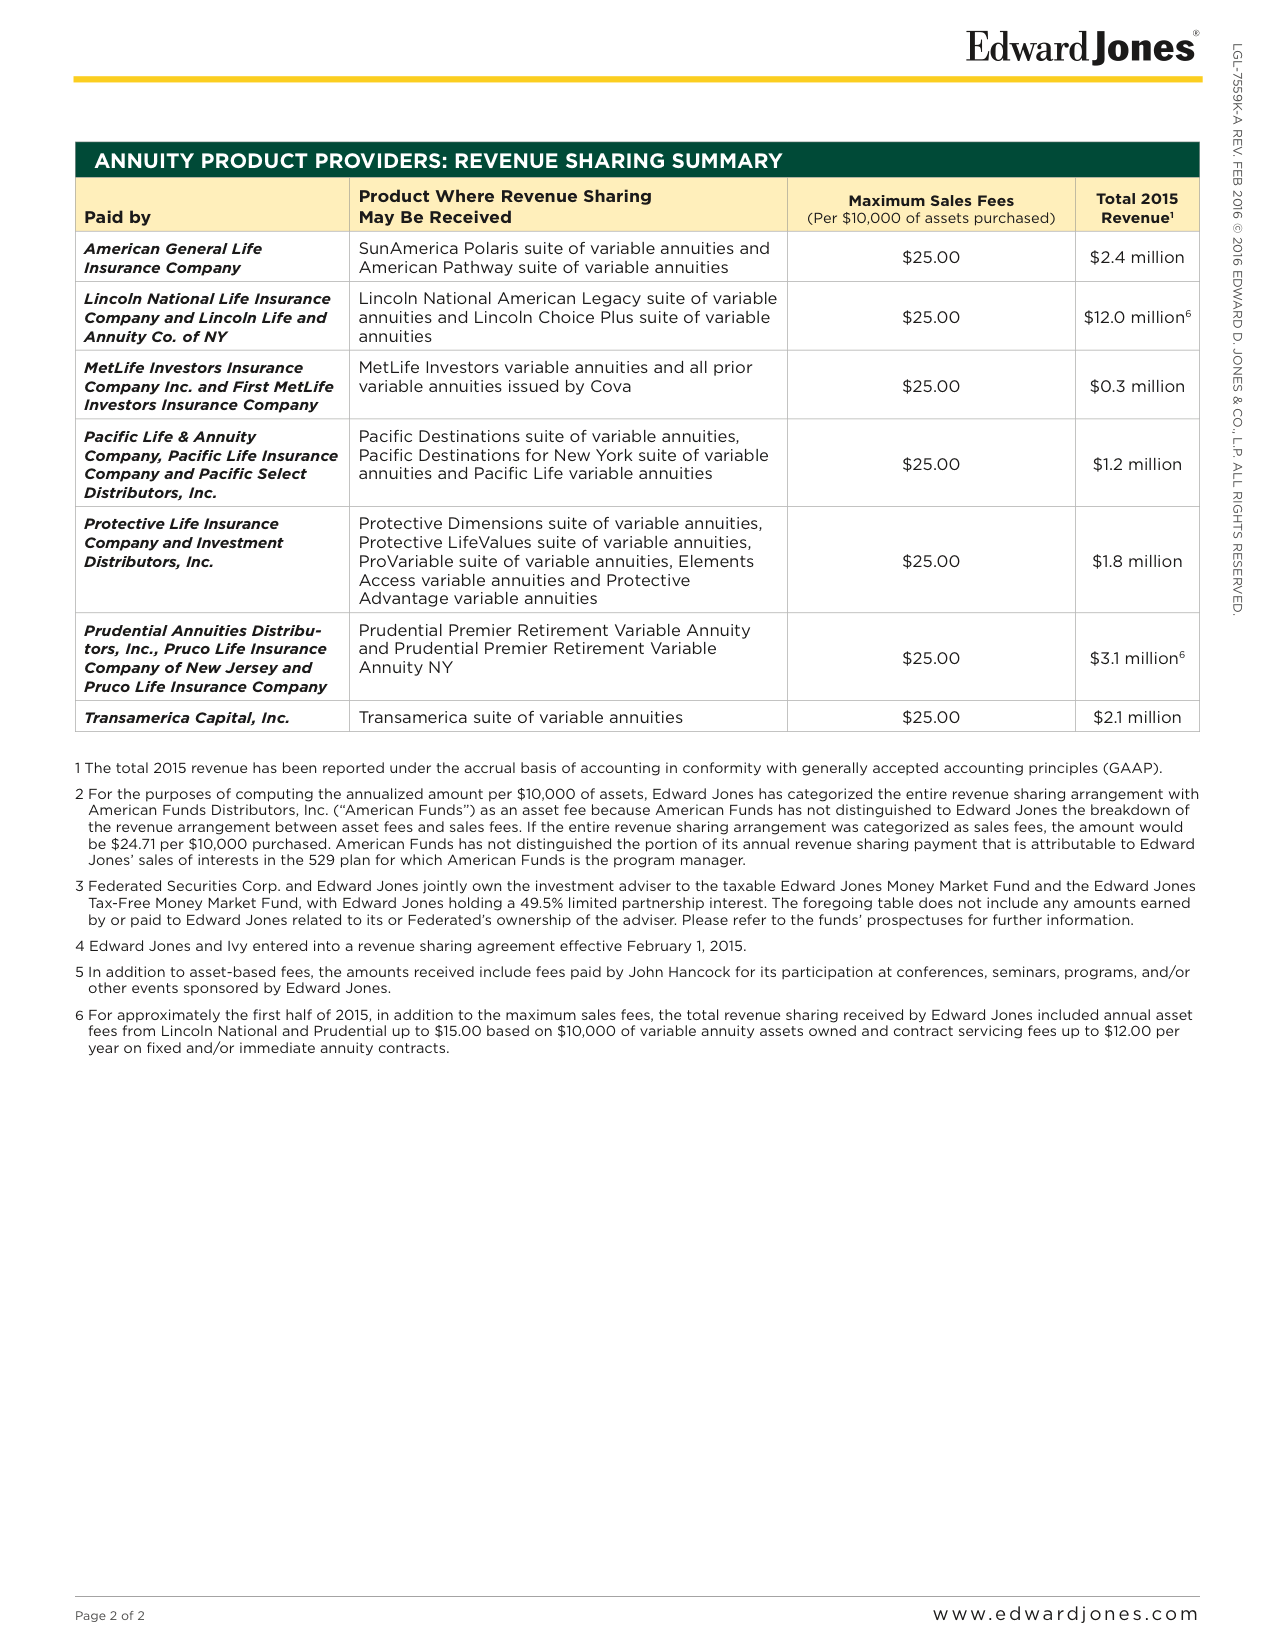 Edward Jones®
LGL-7559K-A REV. FEB 2016 © 2016 EDWARD D. JONES & CO., L.P. ALL RIGHTS RESERVED.
ANNUITY PRODUCT PROVIDERS: REVENUE SHARING SUMMARY
Paid by
Product Where Revenue Sharing
May Be Received
Maximum Sales Fees
(Per $10,000 of assets purchased)
Total 2015
Revenue¹
American General Life
Insurance Company
SunAmerica Polaris suite of variable annuities and
American Pathway suite of variable annuities
$25.00
$2.4 million
Lincoln National Life Insurance
Company and Lincoln Life and
Annuity Co. of NY
Lincoln National American Legacy suite of variable
annuities and Lincoln Choice Plus suite of variable
annuities
$25.00
$12.0 million⁶
MetLife Investors Insurance
Company Inc. and First MetLife
Investors Insurance Company
MetLife Investors variable annuities and all prior
variable annuities issued by Cova
$25.00
$0.3 million
Pacific Life & Annuity
Company, Pacific Life Insurance
Company and Pacific Select
Distributors, Inc.
Pacific Destinations suite of variable annuities,
Pacific Destinations for New York suite of variable
annuities and Pacific Life variable annuities
$25.00
$1.2 million
Protective Life Insurance
Company and Investment
Distributors, Inc.
Protective Dimensions suite of variable annuities,
Protective LifeValues suite of variable annuities,
ProVariable suite of variable annuities, Elements
Access variable annuities and Protective
Advantage variable annuities
$25.00
$1.8 million
Prudential Annuities Distribu-
tors, Inc., Pruco Life Insurance
Company of New Jersey and
Pruco Life Insurance Company
Prudential Premier Retirement Variable Annuity
and Prudential Premier Retirement Variable
Annuity NY
$25.00
$3.1 million⁶
Transamerica Capital, Inc.
Transamerica suite of variable annuities
$25.00
$2.1 million
1 The total 2015 revenue has been reported under the accrual basis of accounting in conformity with generally accepted accounting principles (GAAP).
2 For the purposes of computing the annualized amount per $10,000 of assets, Edward Jones has categorized the entire revenue sharing arrangement with
American Funds Distributors, Inc. (“American Funds”) as an asset fee because American Funds has not distinguished to Edward Jones the breakdown of
the revenue arrangement between asset fees and sales fees. If the entire revenue sharing arrangement was categorized as sales fees, the amount would
be $24.71 per $10,000 purchased. American Funds has not distinguished the portion of its annual revenue sharing payment that is attributable to Edward
Jones’ sales of interests in the 529 plan for which American Funds is the program manager.
3 Federated Securities Corp. and Edward Jones jointly own the investment adviser to the taxable Edward Jones Money Market Fund and the Edward Jones
Tax-Free Money Market Fund, with Edward Jones holding a 49.5% limited partnership interest. The foregoing table does not include any amounts earned
by or paid to Edward Jones related to its or Federated’s ownership of the adviser. Please refer to the funds’ prospectuses for further information.
4 Edward Jones and Ivy entered into a revenue sharing agreement effective February 1, 2015.
5 In addition to asset-based fees, the amounts received include fees paid by John Hancock for its participation at conferences, seminars, programs, and/or
other events sponsored by Edward Jones.
6 For approximately the first half of 2015, in addition to the maximum sales fees, the total revenue sharing received by Edward Jones included annual asset
fees from Lincoln National and Prudential up to $15.00 based on $10,000 of variable annuity assets owned and contract servicing fees up to $12.00 per
year on fixed and/or immediate annuity contracts.
Page 2 of 2
www.edwardjones.com